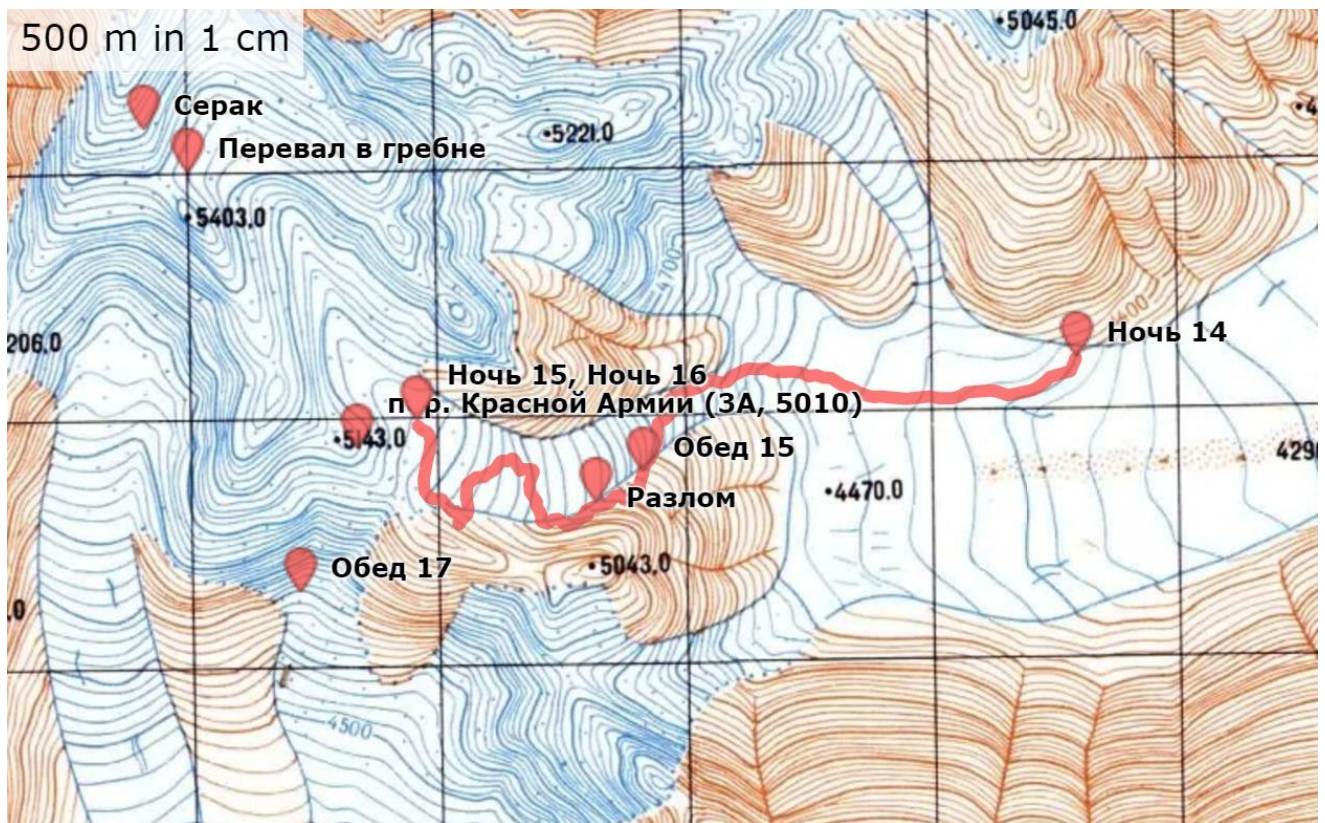 500 m in 1 cm
5045.0
Серак
5221.0
Перевал в гребне
5403.0
4600
Ночь 14
206.0
Ночь 15, Ночь 16
пер. Красной Армии (3А, 5010)
5143.0
Обед 15
Разлом
4470.0
Обед 17
5043.0
4500